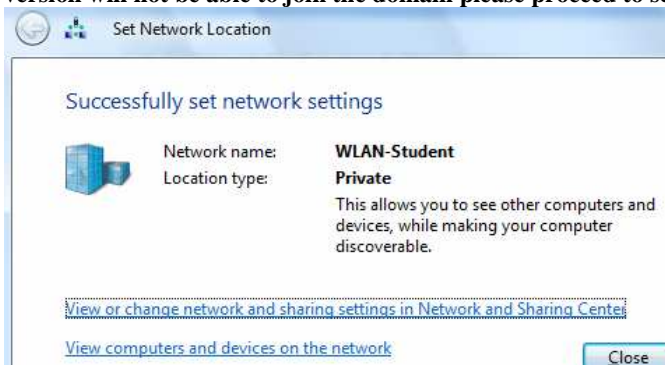 version will not be able to join the domain please proceed to
Set Network Location
Successfully set network settings
Network name: WLAN-Student
Location type: Private
This allows you to see other computers and
devices, while making your computer
discoverable.
View or change network and sharing settings in Network and Sharing Center
View computers and devices on the network
Close